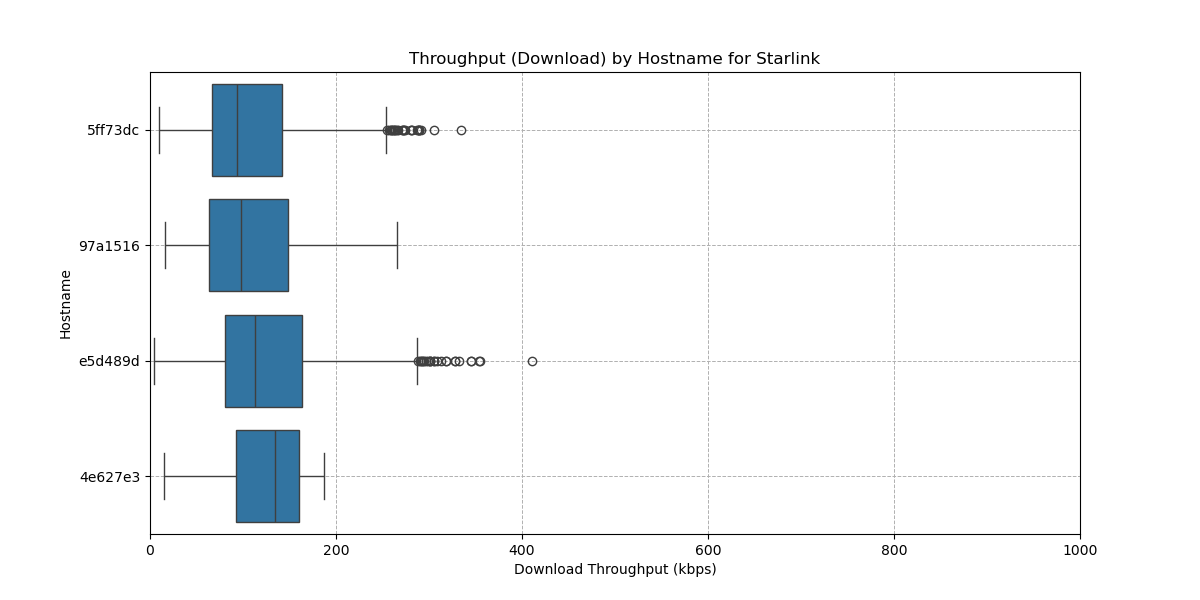 Throughput (Download) by Hostname for Starlink
5ff73dc
97a1516
e5d489d
4e627e3
Hostname
0 200 400 600 800 1000
Download Throughput (kbps)